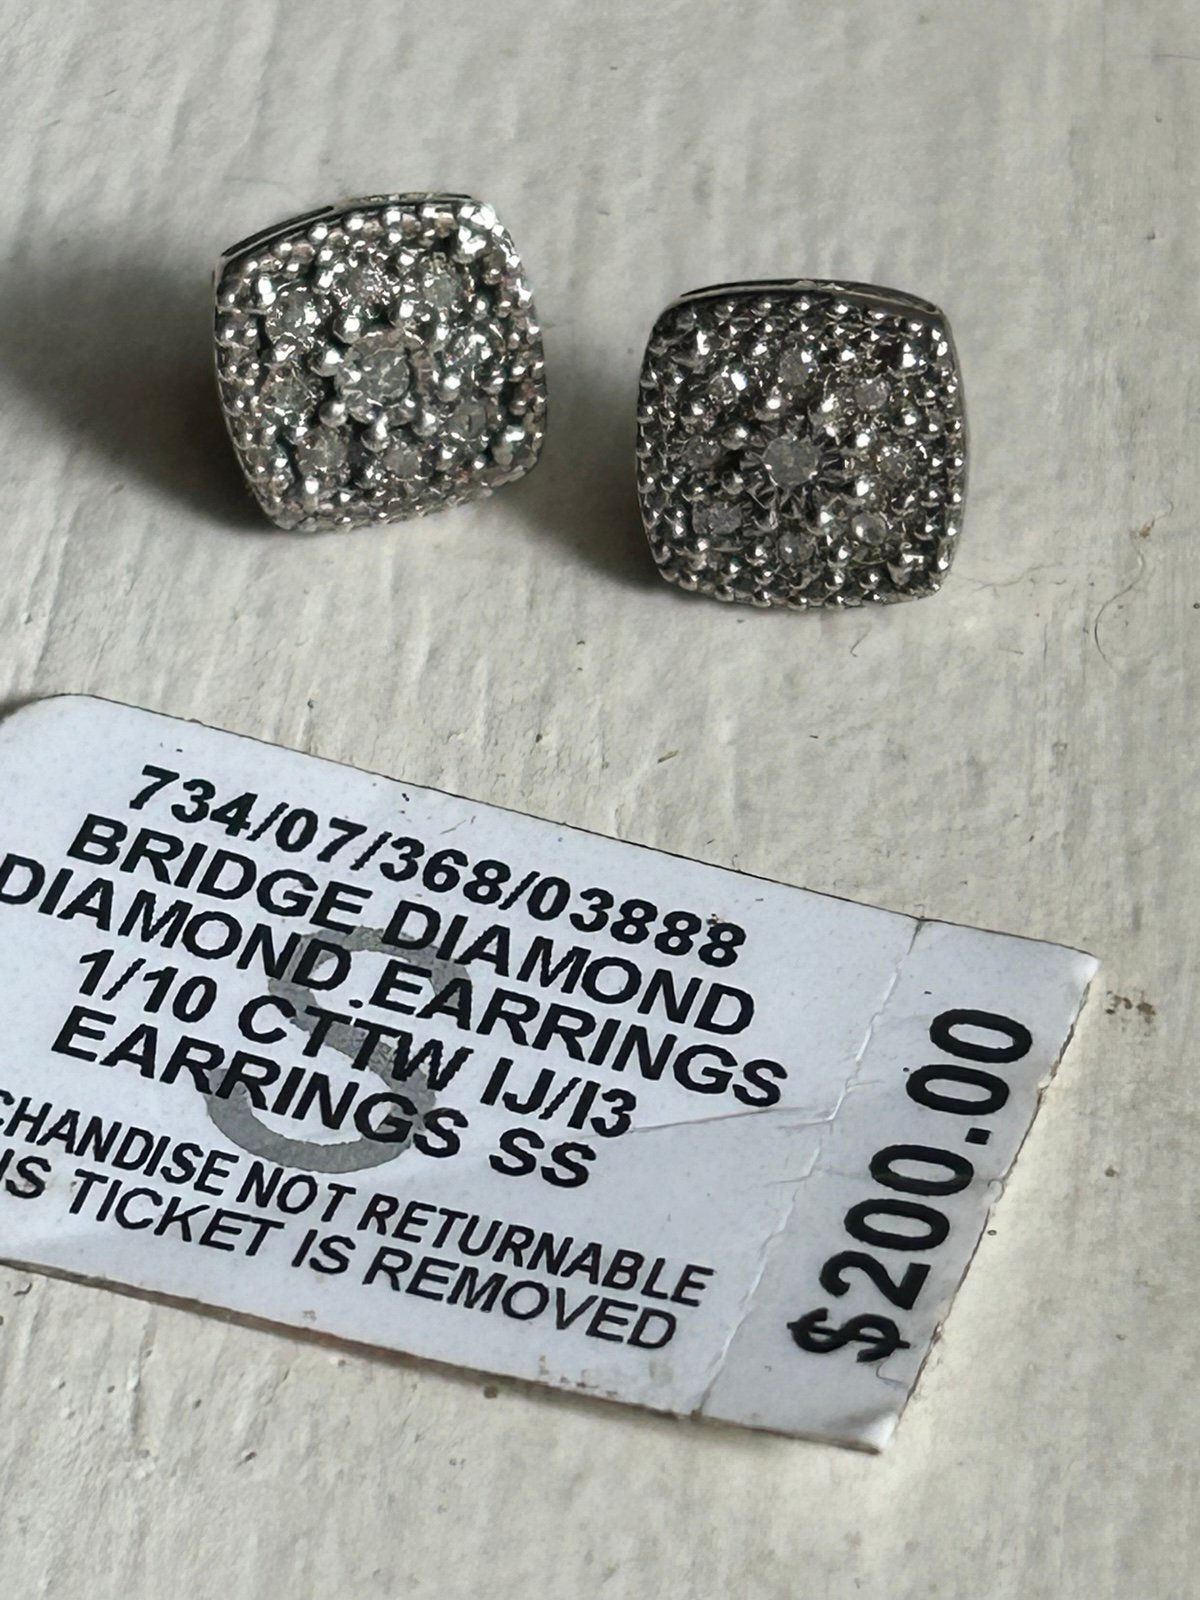 734/07/368/03888
BRIDGE DIAMOND
DIAMOND EARRINGS
1/10 CTTW IJ/I3
EARRINGS SS
CHANDISE NOT RETURNABLE
IS TICKET IS REMOVED
$200.00
S